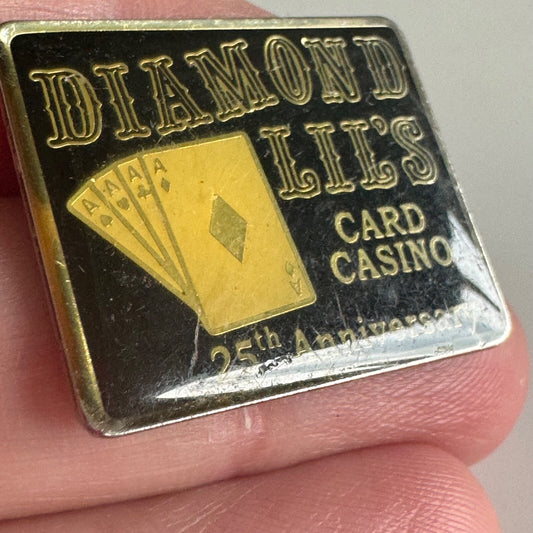 DIAMOND
LIL'S
CARD
CASINO
25th Anniversary
A A A A
A